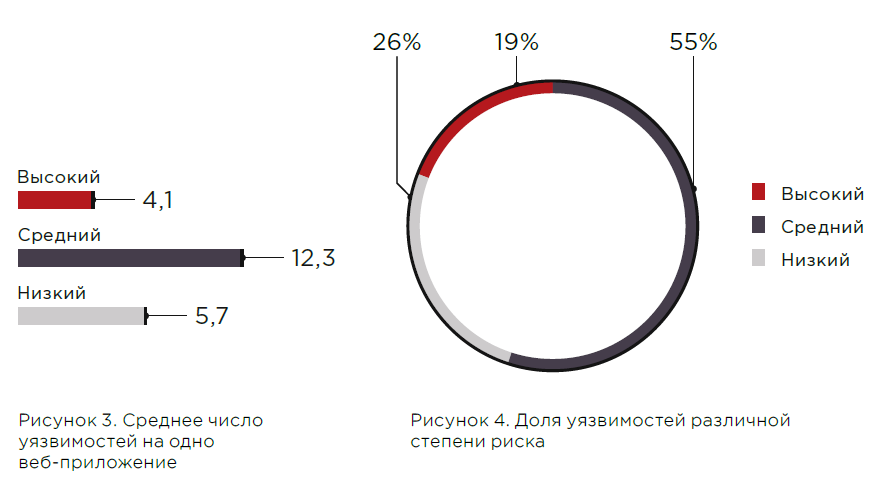 26%
19%
55%
Высокий
4,1
Средний
12,3
Низкий
5,7
Высокий
Средний
Низкий
Рисунок 3. Среднее число
уязвимостей на одно
веб-приложение
Рисунок 4. Доля уязвимостей различной
степени риска